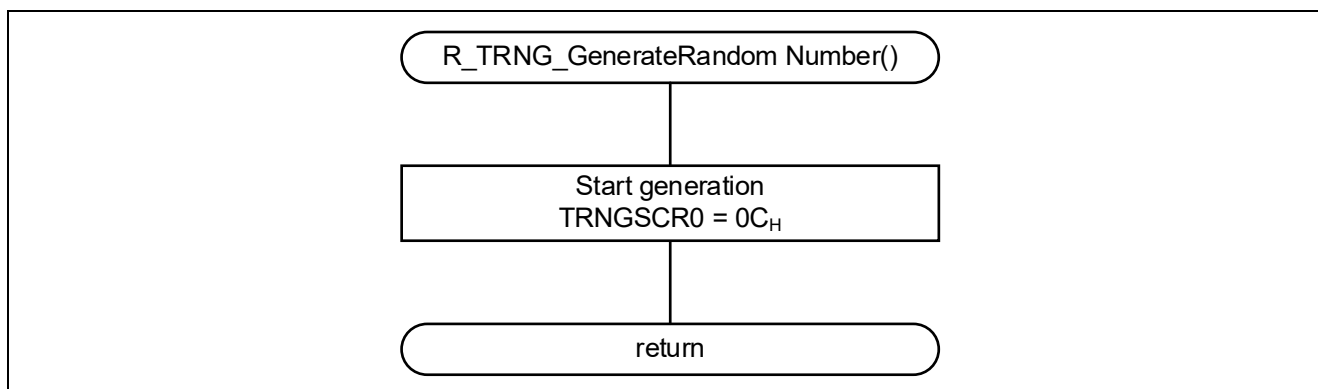 R_TRNG_GenerateRandom Number()
Start generation
TRNGSCR0 = 0CH
return